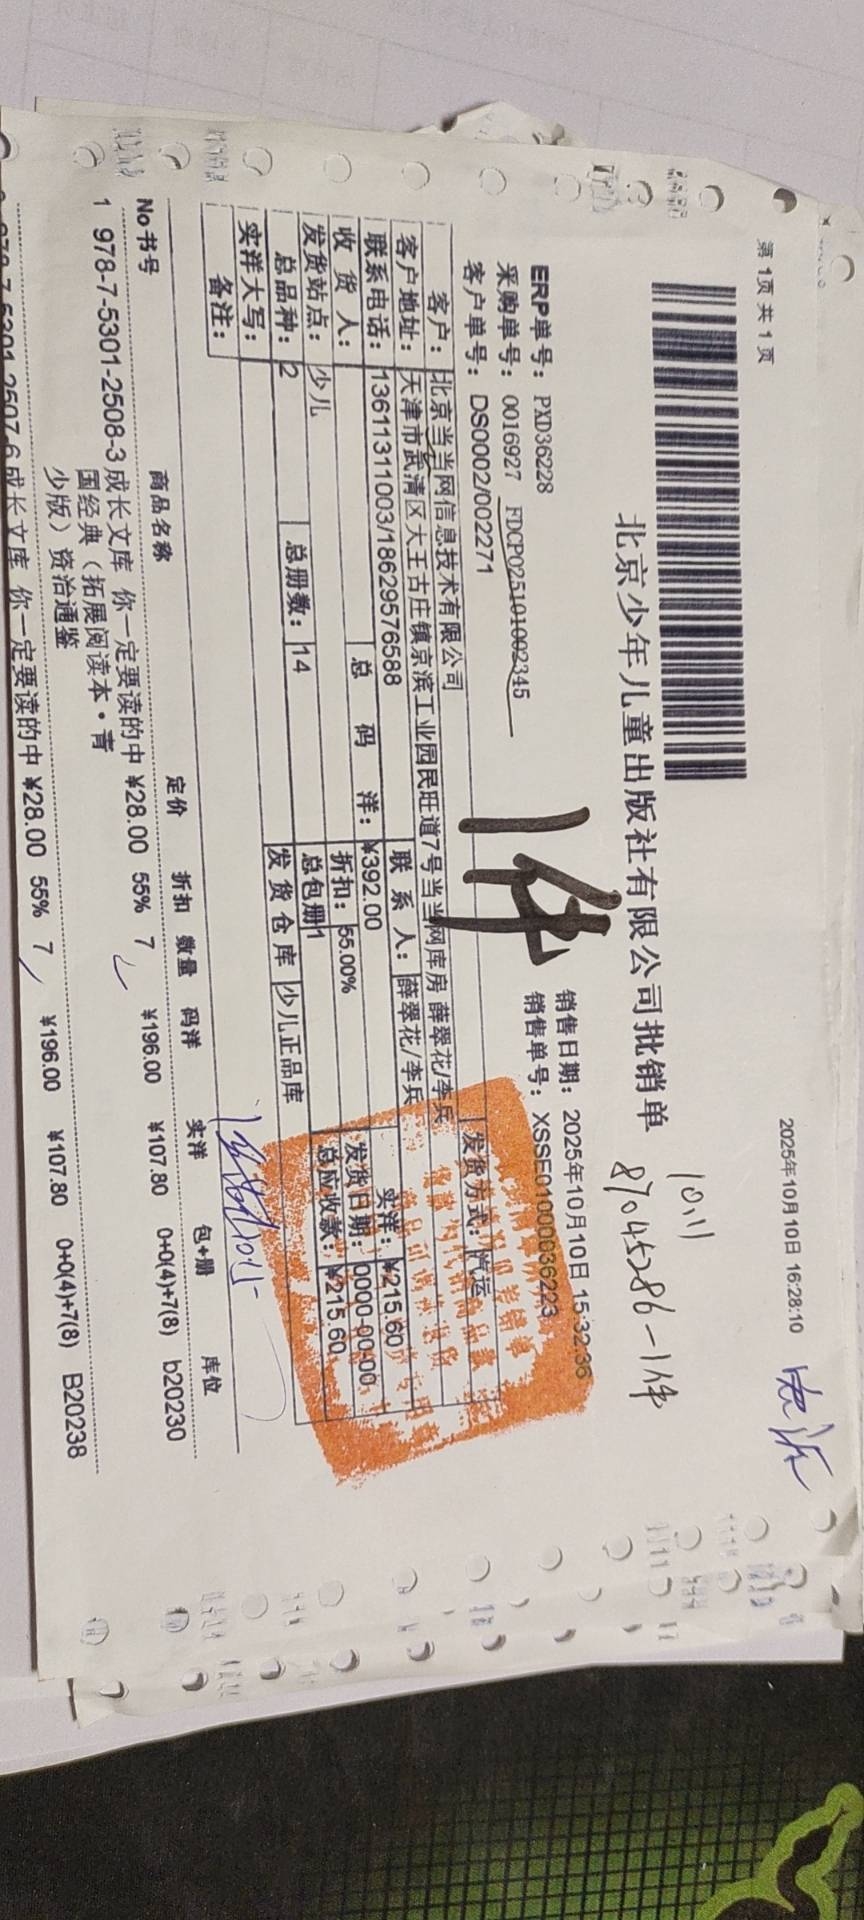 第 1页 共 1 页
2025年10月10日 16:28:10
北京少年儿童出版社有限公司批销单
10.11
87045286-1件
1件
ERP单号：PXD36228
销售日期：2025年10月10日 15:32:36
采购单号：0016927 FDCP025101002345
销售单号：XSSE01000036223
客户单号：DS0002/002271
发货方式：汽运
客户：北京当当网信息技术有限公司
客户地址：天津市武清区大王古庄镇京滨工业园民旺道7号当当网库房 薛翠花/李兵
联系电话：13611311003/18629576588
联系人：薛翠花/李兵
收货人：
总码洋：¥392.00
实洋：¥215.60
发货站点：少儿
折扣：55.00%
发货日期：0000-00-00
总品种：2
总册数：14
总包册1
总应收款：¥215.60
实洋大写：
发货仓库 少儿正品库
备注：
No书号 商品名称 定价 折扣 数量 码洋 实洋 包+册 库位
1 978-7-5301-2508-3 成长文库 你一定要读的中 ¥28.00 55% 7 ¥196.00 ¥107.80 0+0(4)+7(8) b20230
国经典（拓展阅读本·青
少版）资治通鉴
978-7-5301-2507-6 成长文库 你一定要读的中 ¥28.00 55% 7 ¥196.00 ¥107.80 0+0(4)+7(8) B20238